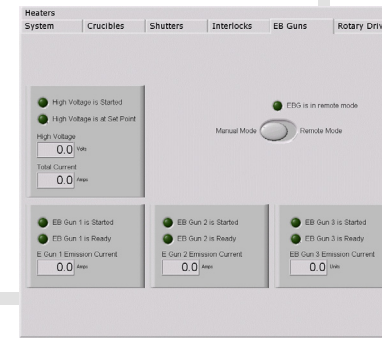 Heaters
System Crucibles Shutters Interlocks EB Guns Rotary Driv
High Voltage is Started
High Voltage is at Set Point
High Voltage
0.0 Volts
Total Current
0.0 Amps
EBG is in remote mode
Manual Mode Remote Mode
EB Gun 1 is Started
EB Gun 1 is Ready
E Gun 1 Emission Current
0.0 Amps
EB Gun 2 is Started
EB Gun 2 is Ready
E Gun 2 Emission Current
0.0 Amps
EB Gun 3 is Started
EB Gun 3 is Ready
EB Gun 3 Emission Current
0.0 Units